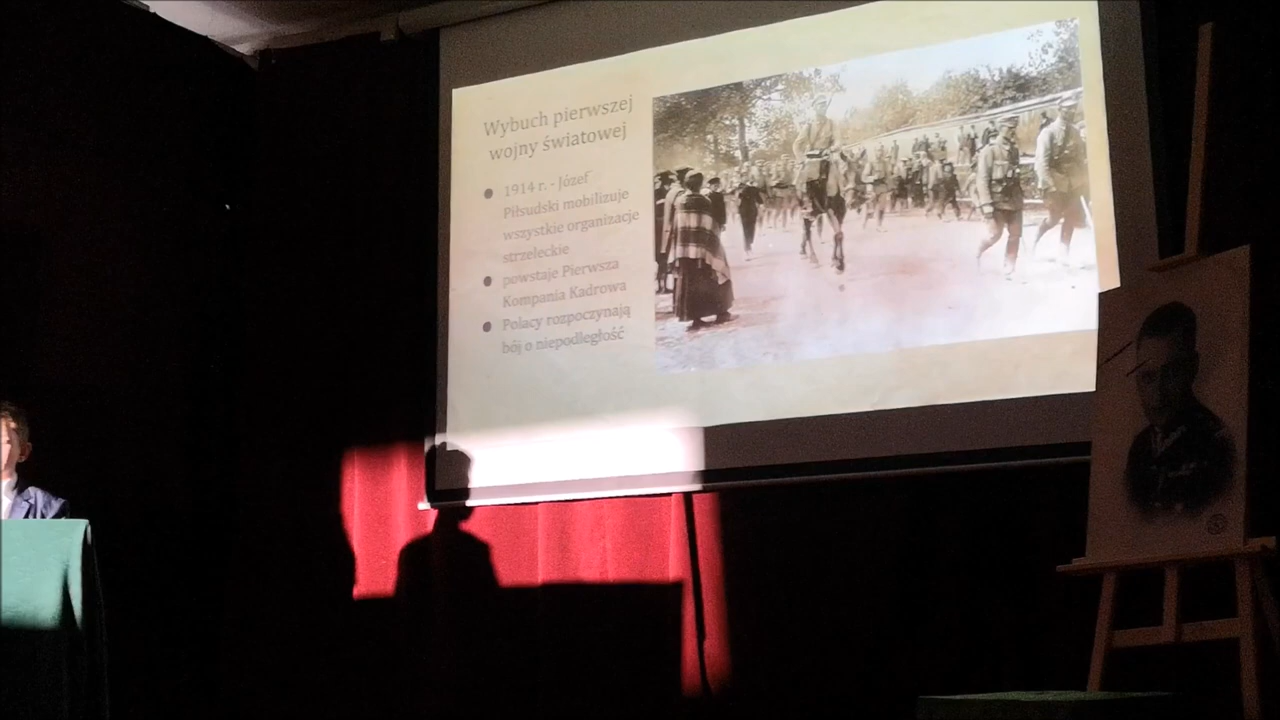 Wybuch pierwszej
wojny światowej
1914 r. - Józef
Piłsudski mobilizuje
wszystkie organizacje
strzeleckie
powstaje Pierwsza
Kompania Kadrowa
Polacy rozpoczynają
bój o niepodległość